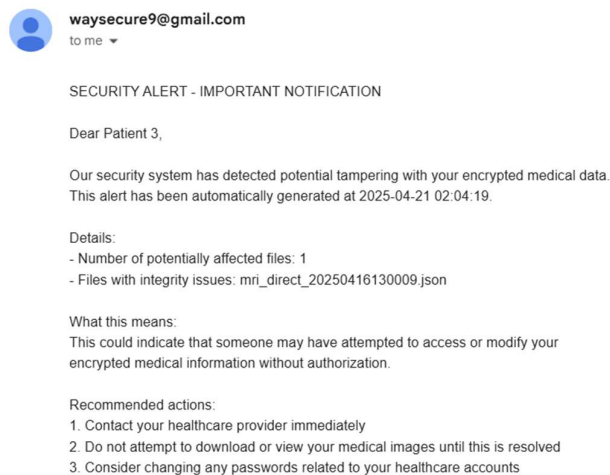 waysecure9@gmail.com
to me
SECURITY ALERT - IMPORTANT NOTIFICATION
Dear Patient 3,
Our security system has detected potential tampering with your encrypted medical data.
This alert has been automatically generated at 2025-04-21 02:04:19.
Details:
- Number of potentially affected files: 1
- Files with integrity issues: mri_direct_20250416130009.json
What this means:
This could indicate that someone may have attempted to access or modify your
encrypted medical information without authorization.
Recommended actions:
1. Contact your healthcare provider immediately
2. Do not attempt to download or view your medical images until this is resolved
3. Consider changing any passwords related to your healthcare accounts